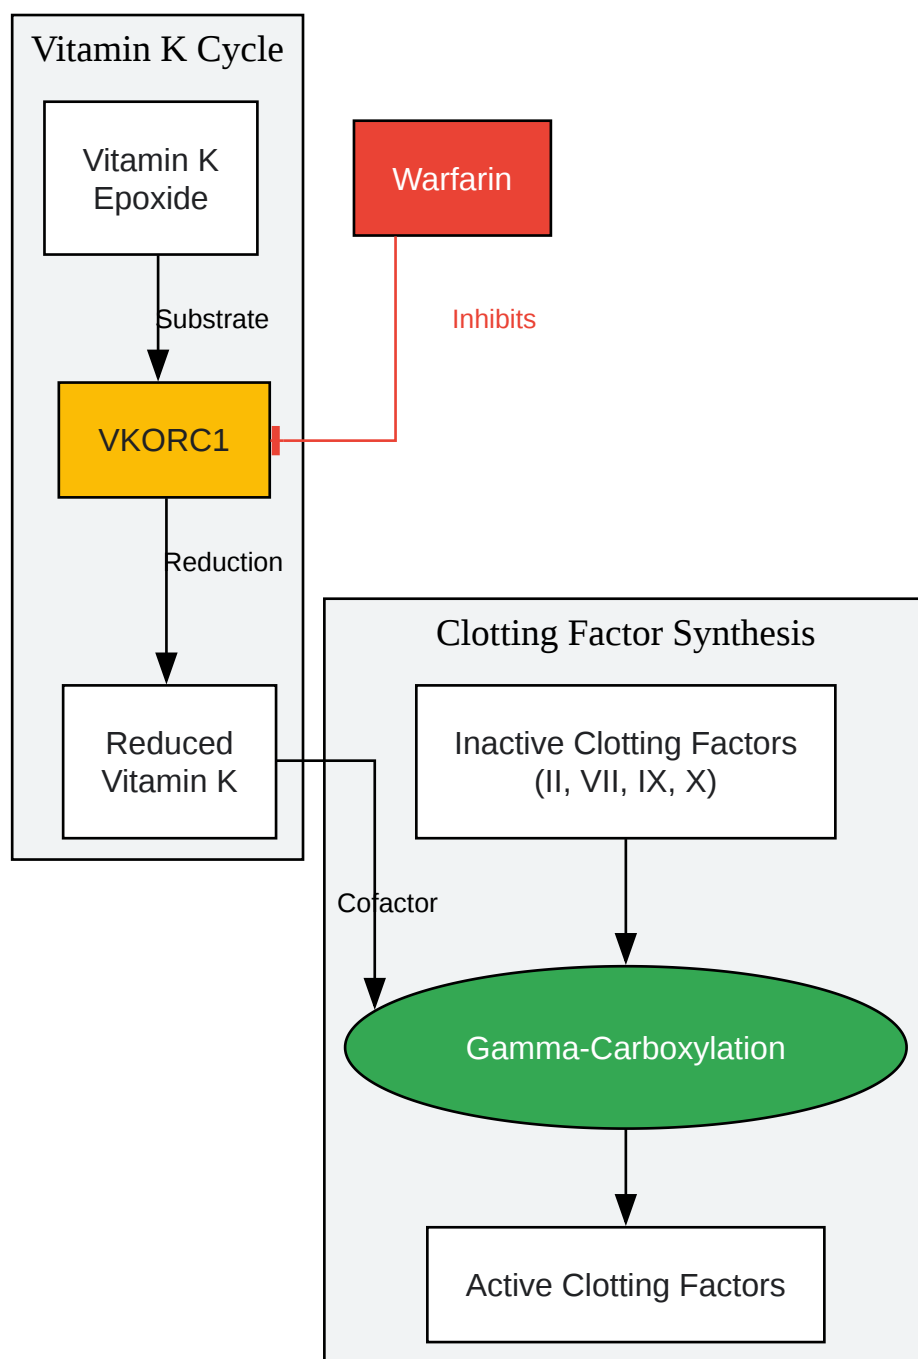 Vitamin K Cycle
Vitamin K
Epoxide
Warfarin
Substrate
Inhibits
VKORC1
Reduction
Clotting Factor Synthesis
Reduced
Vitamin K
Inactive Clotting Factors
(II, VII, IX, X)
Cofactor
Gamma-Carboxylation
Active Clotting Factors